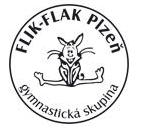 FLIK-FLAK Plzeň
gymnastická skupina